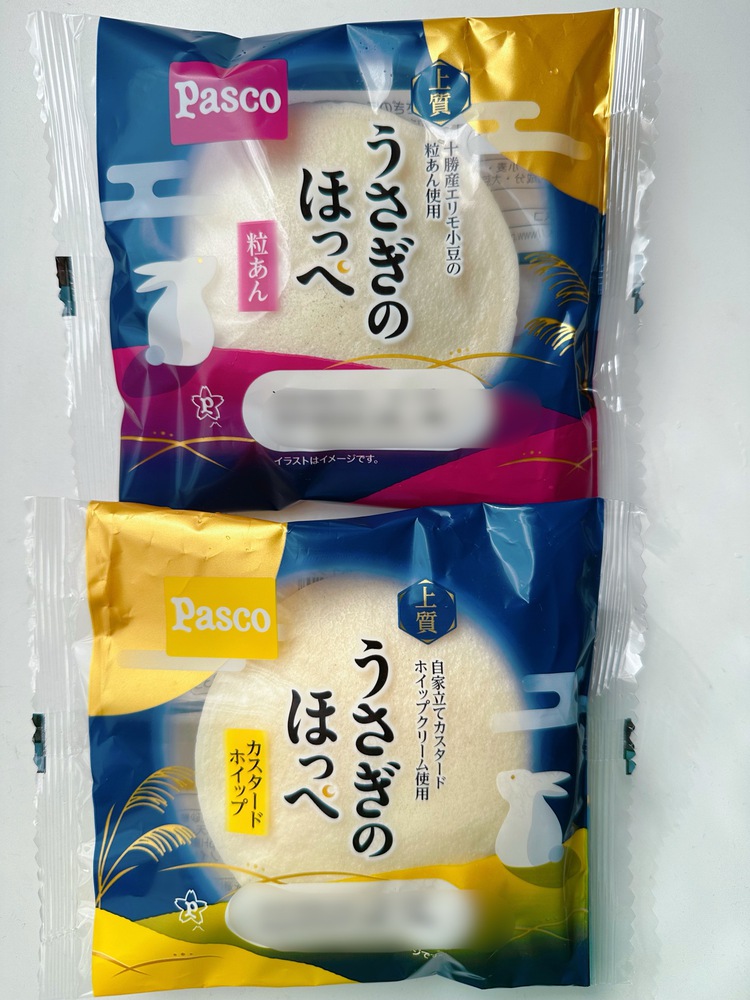 Pasco
上質
十勝産エリモ小豆の
粒あん使用
うさぎの
ほっぺ
粒あん
P
イラストはイメージです。
Pasco
上質
自家立てカスタード
ホイップクリーム使用
うさぎの
ほっぺ
カスタード
ホイップ
P